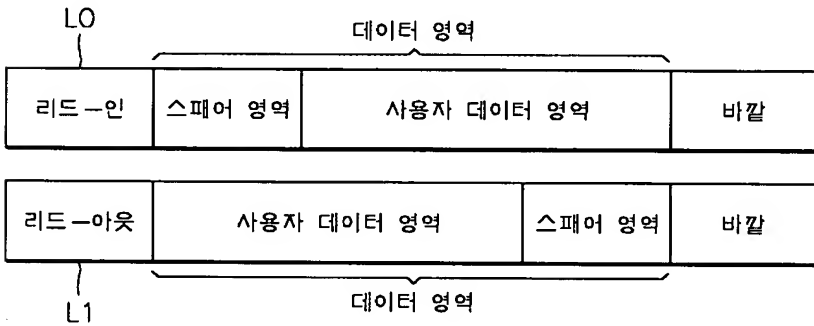 L0
데이터 영역
리드-인 스패어 영역 사용자 데이터 영역 바깥
리드-아웃 사용자 데이터 영역 스패어 영역 바깥
데이터 영역
L1